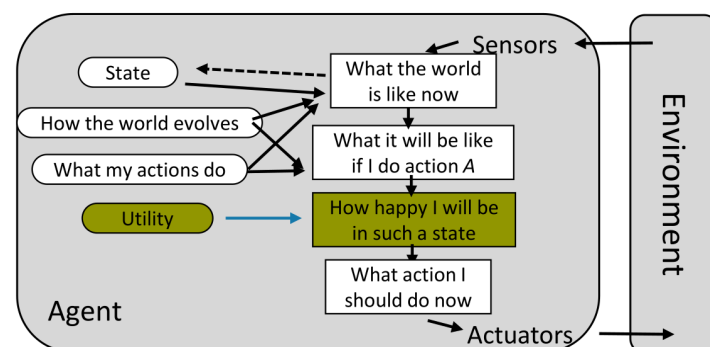 Sensors
State
What the world
is like now
How the world evolves
What it will be like
if I do action A
What my actions do
Utility
How happy I will be
in such a state
What action I
should do now
Agent
Actuators
Environment